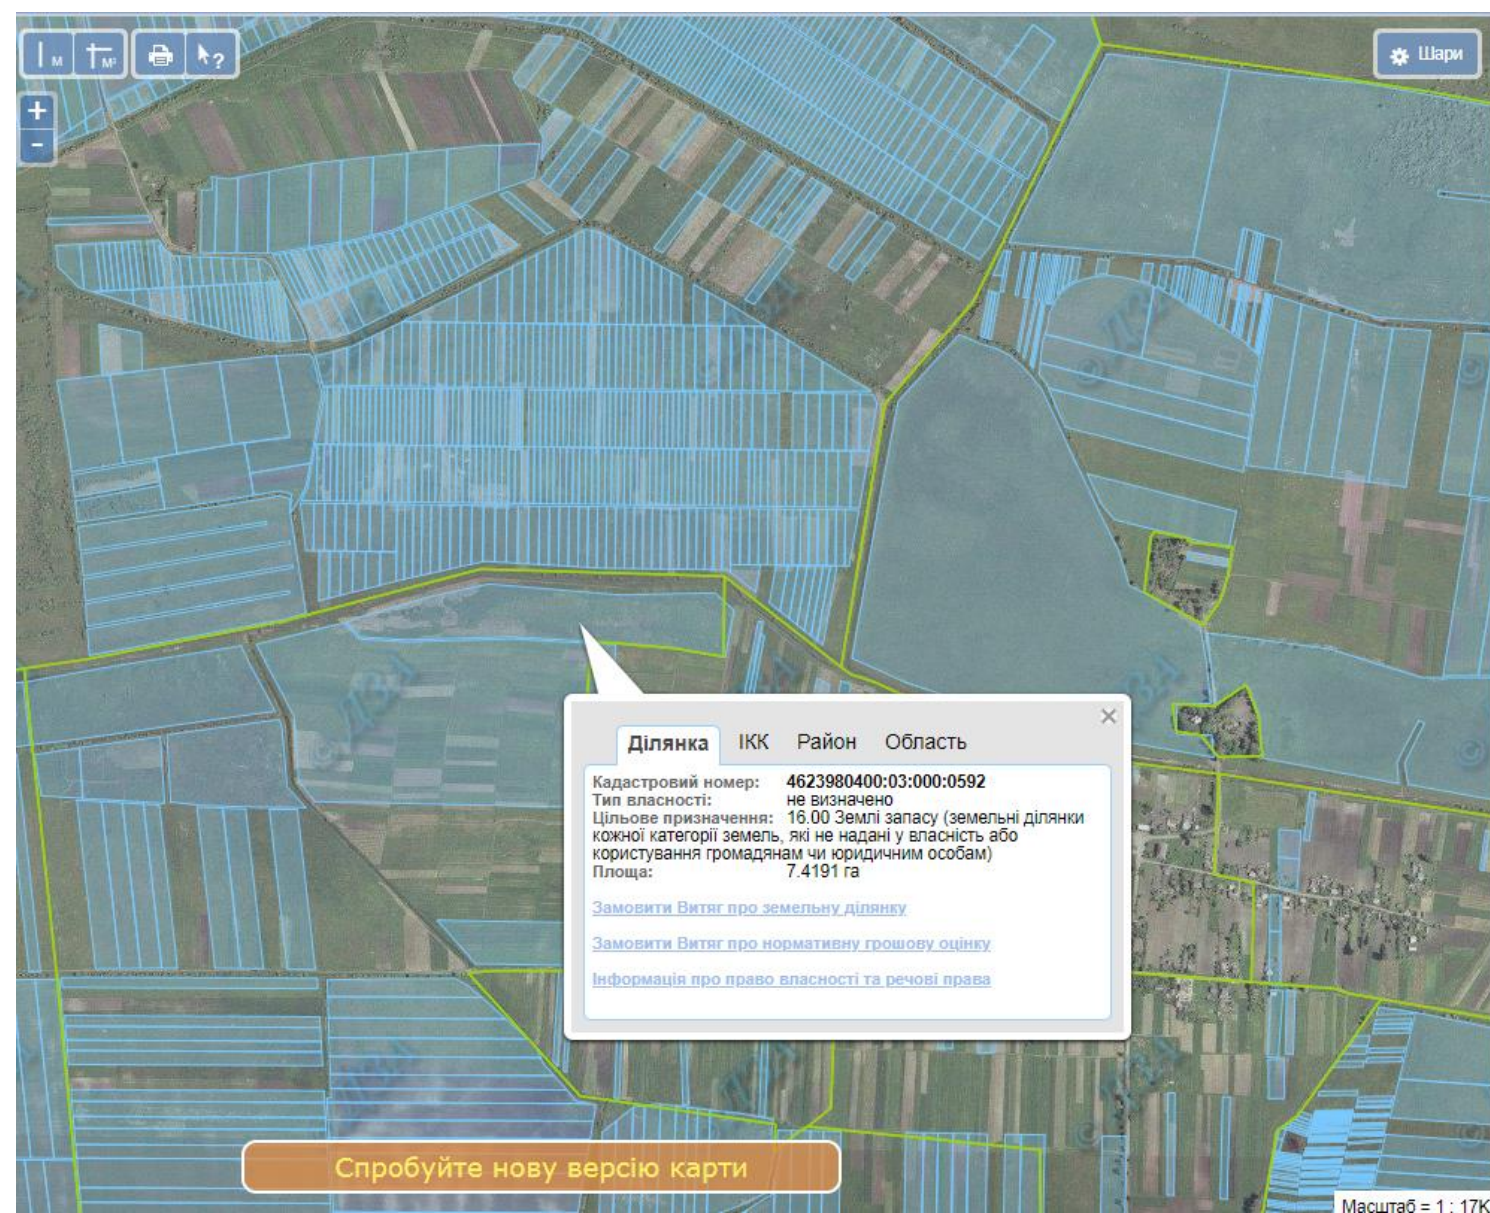 М
М²
?
Шари
+
-
© ДЗА
Ділянка ІКК Район Область
Кадастровий номер: 4623980400:03:000:0592
Тип власності: не визначено
Цільове призначення: 16.00 Землі запасу (земельні ділянки
кожної категорії земель, які не надані у власність або
користування громадянам чи юридичним особам)
Площа: 7.4191 га
Замовити Витяг про земельну ділянку
Замовити Витяг про нормативну грошову оцінку
Інформація про право власності та речові права
Спробуйте нову версію карти
Масштаб = 1 : 17K